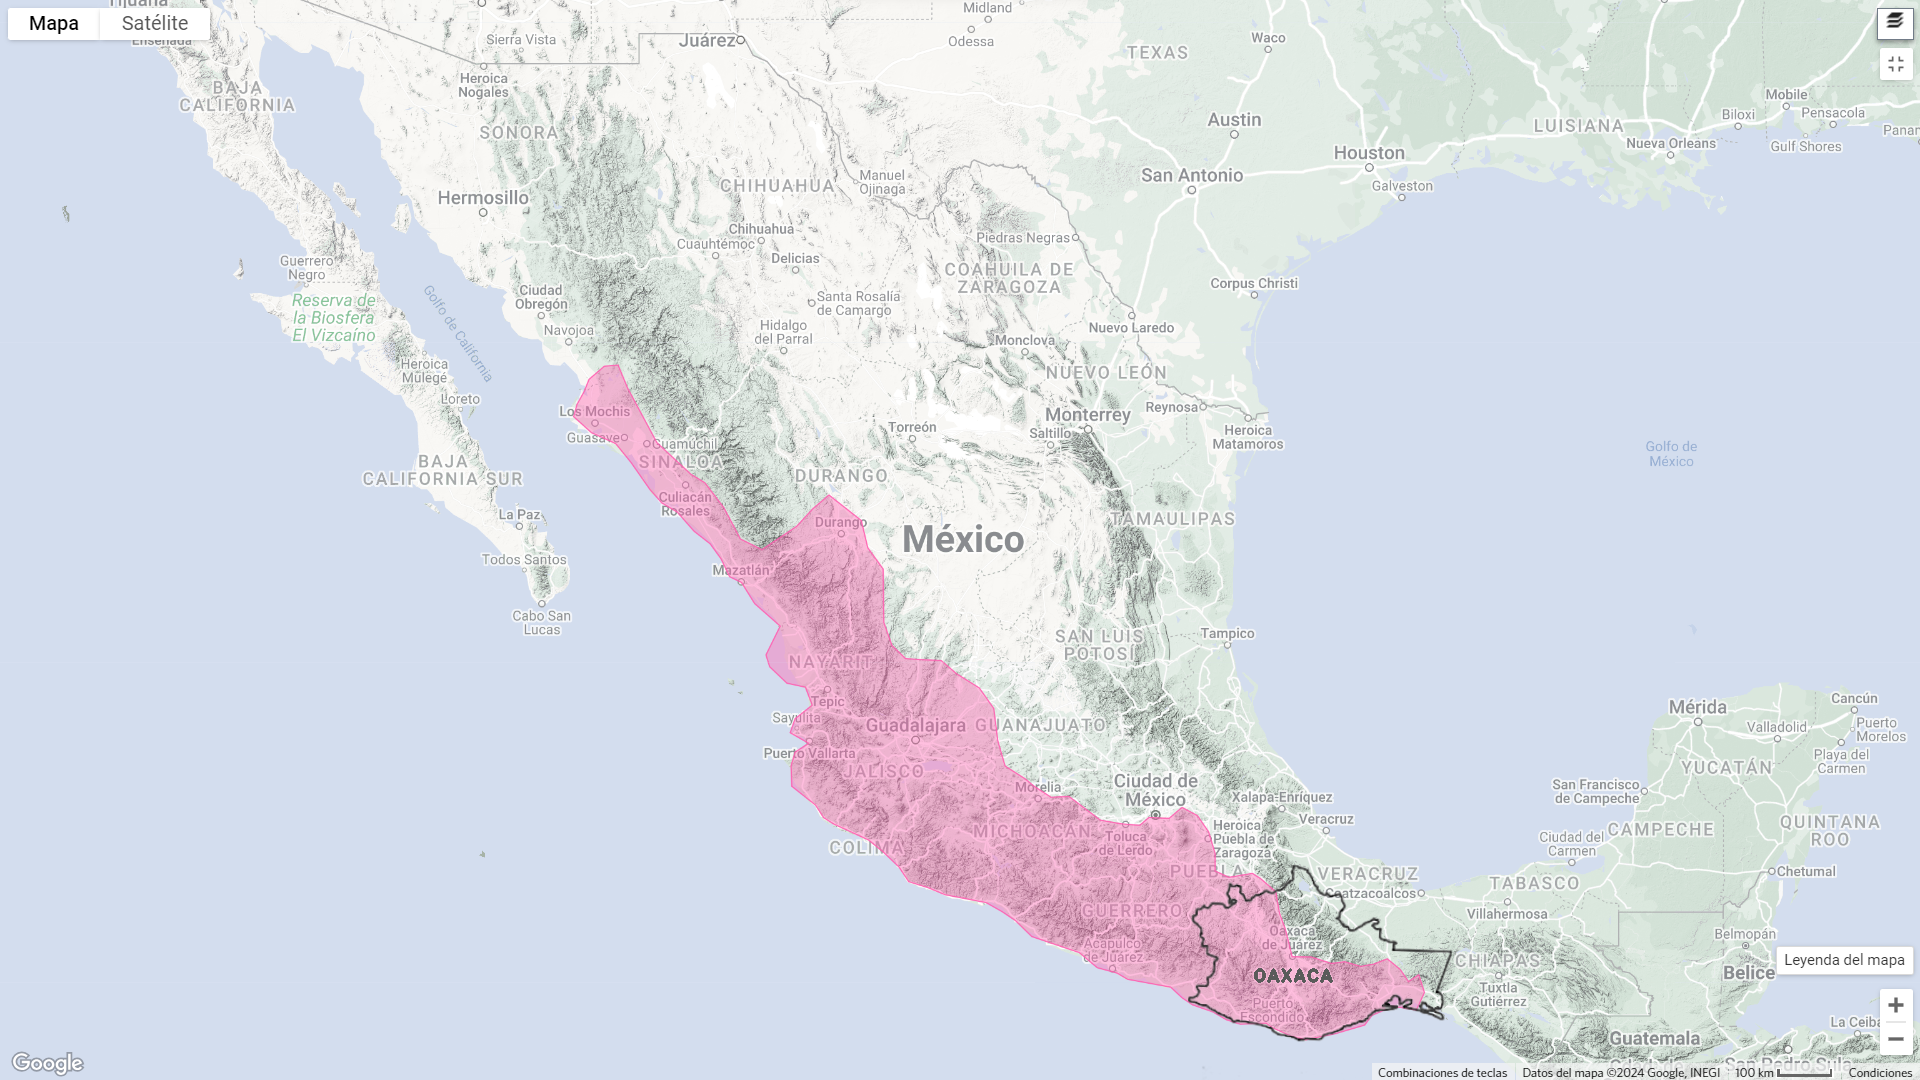 Tijuana
Mapa
Satélite
Ensenada
Sierra Vista
Juárez
Midland
Odessa
TEXAS
Waco
BAJA
CALIFORNIA
Heroica
Nogales
SONORA
Hermosillo
CHIHUAHUA
Manuel
Ojinaga
Austin
San Antonio
Houston
Galveston
LUISIANA
Mobile
Biloxi
Pensacola
Nueva Orleans
Gulf Shores
Chihuahua
Cuauhtémoc
Delicias
Piedras Negras
COAHUILA DE
ZARAGOZA
Corpus Christi
Guerrero
Negro
Reserva de
la Biosfera
El Vizcaíno
Golfo de California
Ciudad
Obregón
Navojoa
Santa Rosalía
de Camargo
Hidalgo
del Parral
Monclova
Nuevo Laredo
NUEVO LEÓN
Heroica
Mulegé
Loreto
Los Mochis
Guasave
Guamúchil
SINALOA
Torreón
Saltillo
Monterrey
Reynosa
Heroica
Matamoros
Golfo de
México
BAJA
CALIFORNIA SUR
La Paz
Todos Santos
Cabo San
Lucas
Culiacán
Rosales
DURANGO
Durango
México
TAMAULIPAS
Mazatlán
NAYARIT
Tepic
Sayulita
Puerto Vallarta
Guadalajara
JALISCO
COLIMA
GUANAJUATO
SAN LUIS
POTOSÍ
Tampico
Morelia
MICHOACÁN
Ciudad de
México
Toluca
de Lerdo
Xalapa-Enríquez
Veracruz
Heroica
Puebla de
Zaragoza
PUEBLA
VERACRUZ
Coatzacoalcos
GUERRERO
Acapulco
de Juárez
Oaxaca
de Juárez
OAXACA
Puerto
Escondido
CHIAPAS
Tuxtla
Gutiérrez
TABASCO
Villahermosa
Ciudad del
Carmen
CAMPECHE
San Francisco
de Campeche
Mérida
Valladolid
Cancún
Puerto
Morelos
Playa del
Carmen
YUCATÁN
QUINTANA
ROO
Chetumal
Belmopán
Belice
Leyenda del mapa
Guatemala
San Pedro Sula
La Ceiba
Google
Combinaciones de teclas
Datos del mapa ©2024 Google, INEGI
100 km
Condiciones